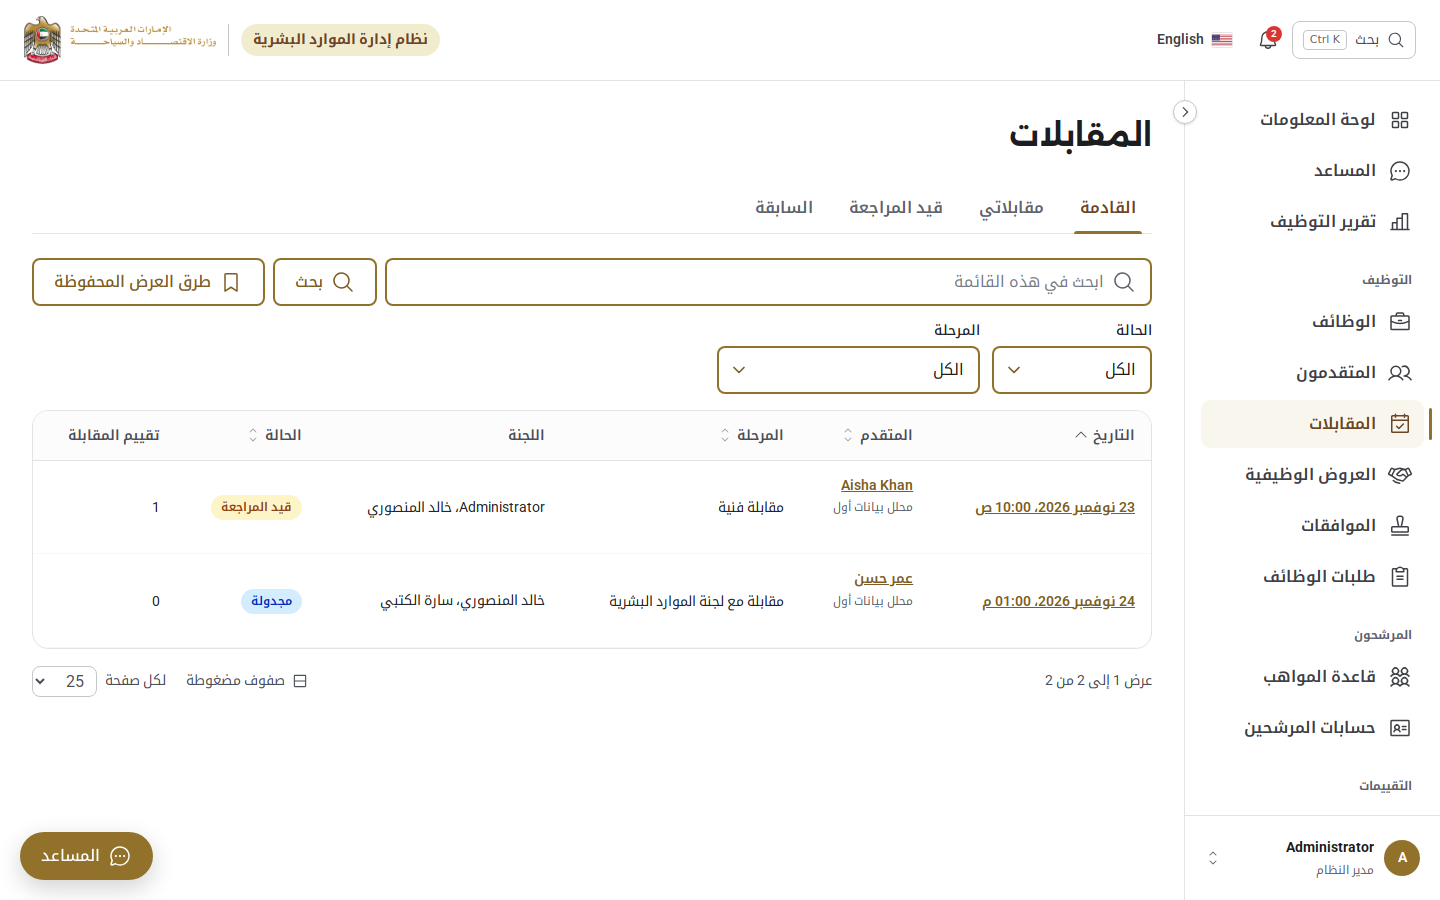 الإمارات العربية المتحدة
وزارة الاقتصاد والسياحة
نظام إدارة الموارد البشرية
English
2
بحث
Ctrl K
لوحة المعلومات
المساعد
تقرير التوظيف
التوظيف
الوظائف
المتقدمون
المقابلات
العروض الوظيفية
الموافقات
طلبات الوظائف
المرشحون
قاعدة المواهب
حسابات المرشحين
التقييمات
A
Administrator
مدير النظام
المقابلات
القادمة
مقابلاتي
قيد المراجعة
السابقة
ابحث في هذه القائمة
بحث
طرق العرض المحفوظة
الحالة
المرحلة
الكل
الكل
التاريخ
المتقدم
المرحلة
اللجنة
الحالة
تقييم المقابلة
23 نوفمبر 2026، 10:00 ص
Aisha Khan
محلل بيانات أول
مقابلة فنية
Administrator، خالد المنصوري
قيد المراجعة
1
24 نوفمبر 2026، 01:00 م
عمر حسن
محلل بيانات أول
مقابلة مع لجنة الموارد البشرية
خالد المنصوري، سارة الكتبي
مجدولة
0
عرض 1 إلى 2 من 2
صفوف مضغوطة
لكل صفحة
25
المساعد